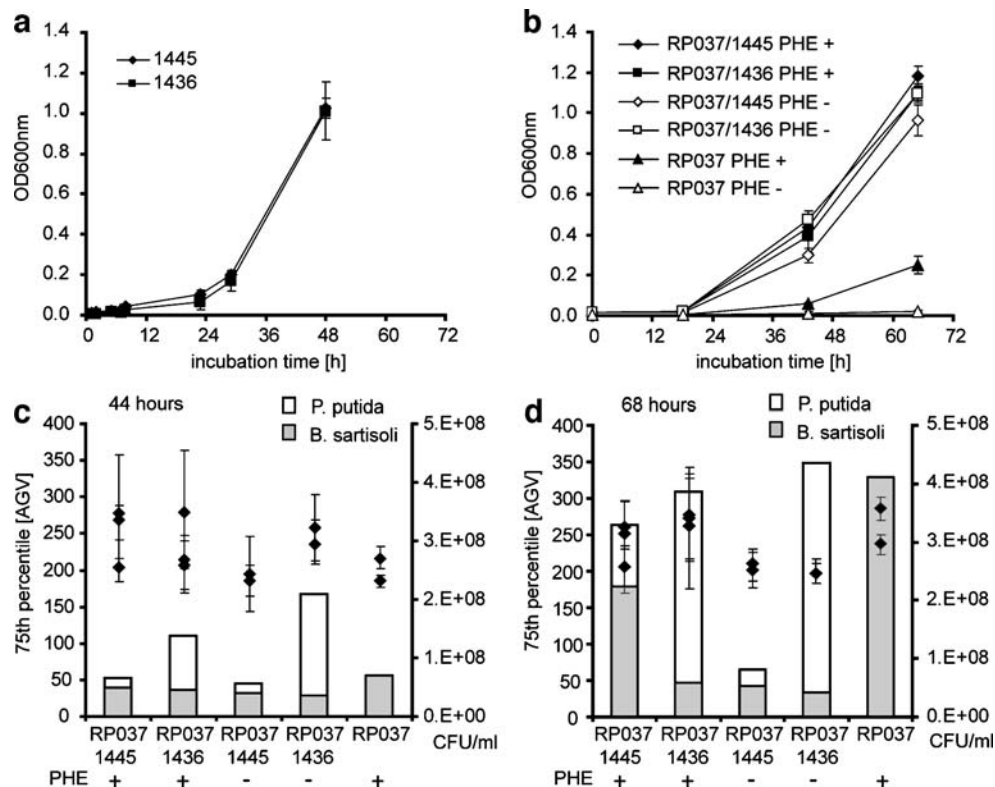 a
1.4
1.2
1.0
0.8
0.6
0.4
0.2
0.0
OD600nm
1445
1436
0 12 24 36 48 60 72
incubation time [h]
b
1.4
1.2
1.0
0.8
0.6
0.4
0.2
0.0
OD600nm
RP037/1445 PHE +
RP037/1436 PHE +
RP037/1445 PHE -
RP037/1436 PHE -
RP037 PHE +
RP037 PHE -
0 12 24 36 48 60 72
incubation time [h]
c
44 hours
P. putida
B. sartisoli
400
350
300
250
200
150
100
50
0
75th percentile [AGV]
5.E+08
4.E+08
3.E+08
2.E+08
1.E+08
0.E+00
CFU/ml
RP037 RP037 RP037 RP037 RP037
1445 1436 1445 1436
PHE + + - - +
d
68 hours
P. putida
B. sartisoli
400
350
300
250
200
150
100
50
0
75th percentile [AGV]
5.E+08
4.E+08
3.E+08
2.E+08
1.E+08
0.E+00
CFU/ml
RP037 RP037 RP037 RP037 RP037
1445 1436 1445 1436
PHE + + - - +